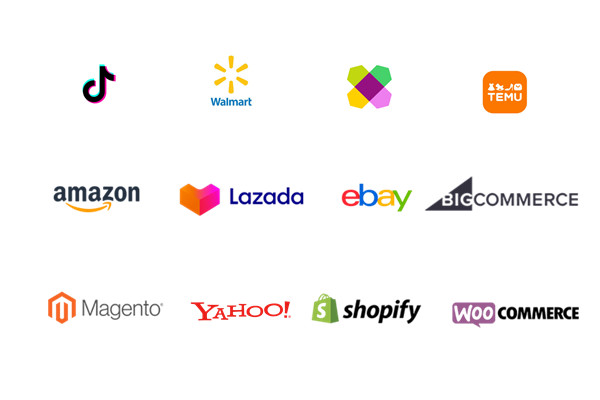 Walmart
TEMU
amazon
Lazada
ebay
BIGCOMMERCE
Magento®
YAHOO!
shopify
WOO COMMERCE